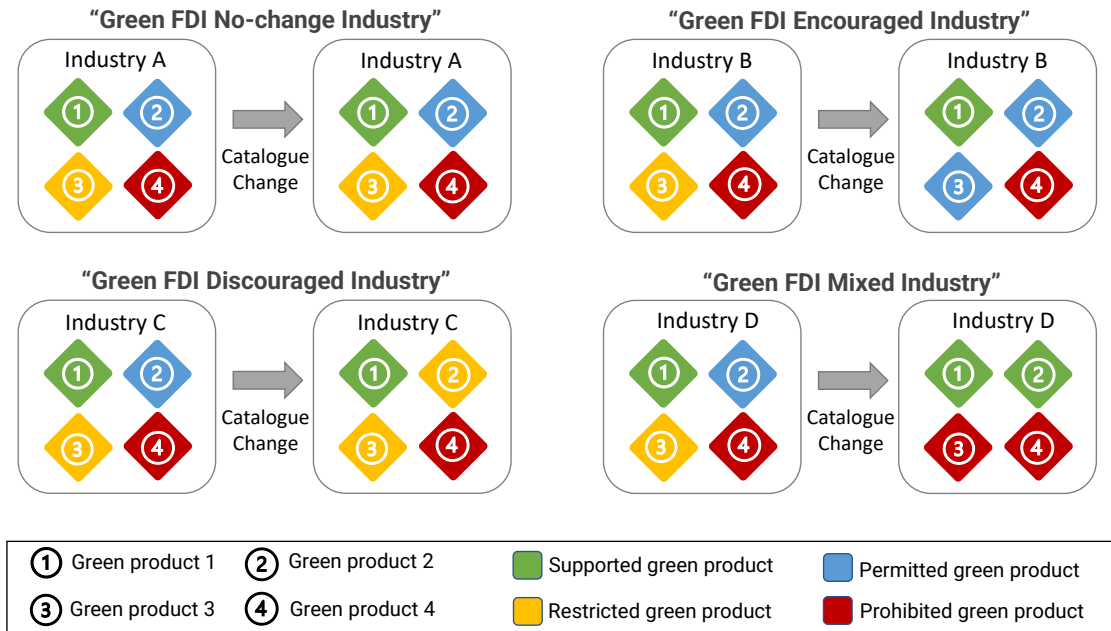 “Green FDI No-change Industry”
“Green FDI Encouraged Industry”
Industry A
Industry A
Industry B
Industry B
1 2
1 2
1 2
1 2
Catalogue
Change
Catalogue
Change
3 4
3 4
3 4
3 4
“Green FDI Discouraged Industry”
“Green FDI Mixed Industry”
Industry C
Industry C
Industry D
Industry D
1 2
1 2
1 2
1 2
Catalogue
Change
Catalogue
Change
3 4
3 4
3 4
3 4
1 Green product 1
2 Green product 2
Supported green product
Permitted green product
3 Green product 3
4 Green product 4
Restricted green product
Prohibited green product